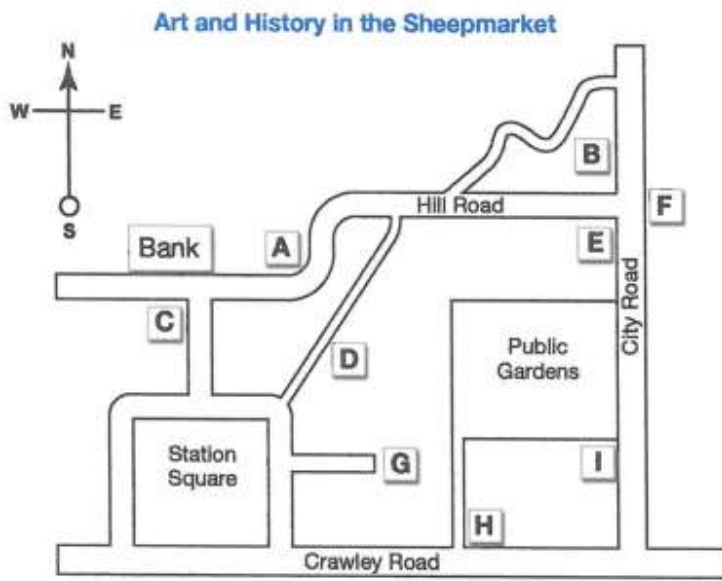 Art and History in the Sheepmarket
N
W E
S
B
Hill Road
F
Bank
A
E
City Road
C
D
Public
Gardens
Station
Square
G
I
H
Crawley Road